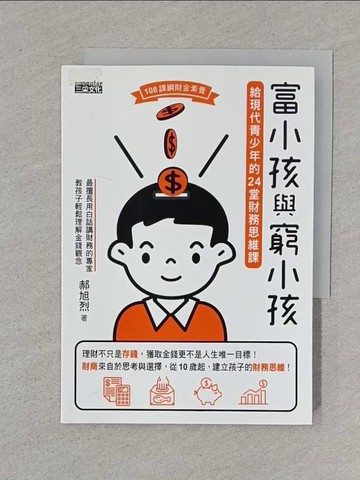 suncolor
三采文化
108課綱財金素養
富小孩與窮小孩
給現代青少年的24堂財務思維課
最擅長用白話講財務的專家
教孩子輕鬆理解金錢觀念
郝旭烈 著
$
理財不只是存錢，獲取金錢更不是人生唯一目標！
財商來自於思考與選擇，從10歲起，建立孩子的財務思維！